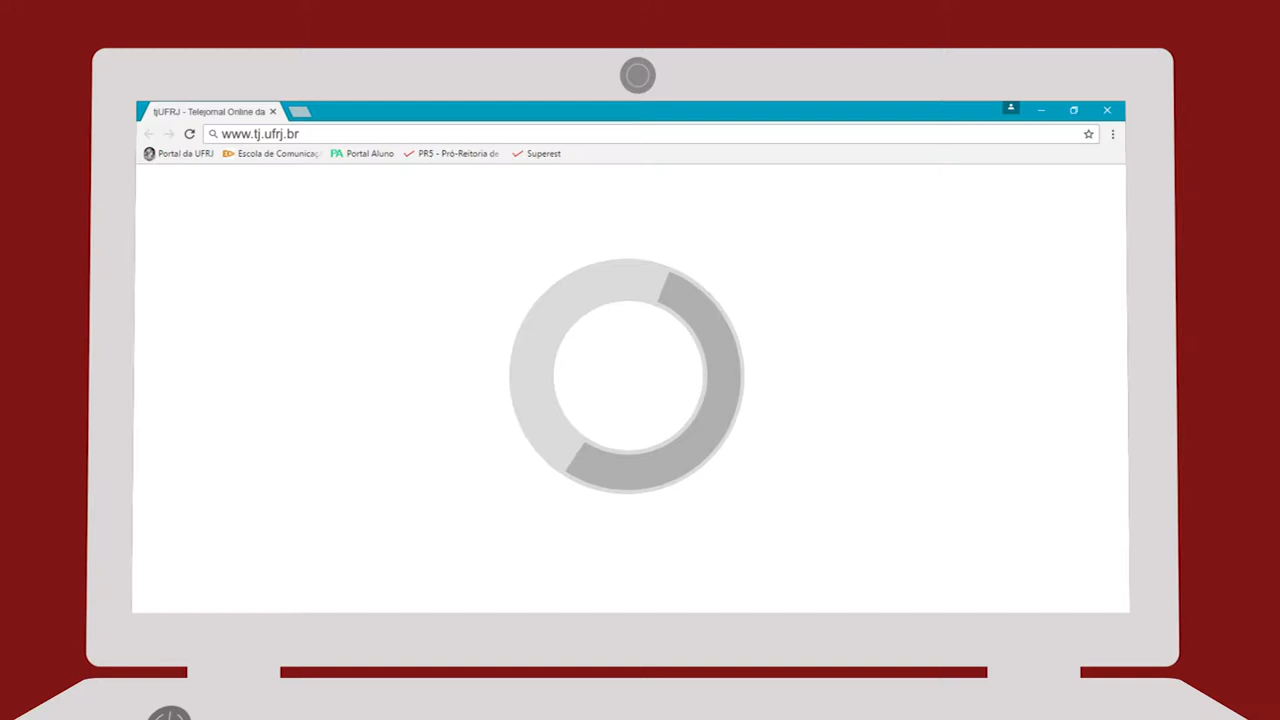 tjUFRJ - Telejornal Online da
www.tj.ufrj.br
Portal da UFRJ Escola de Comunicaç PA Portal Aluno PR5 - Pró-Reitoria de Superest